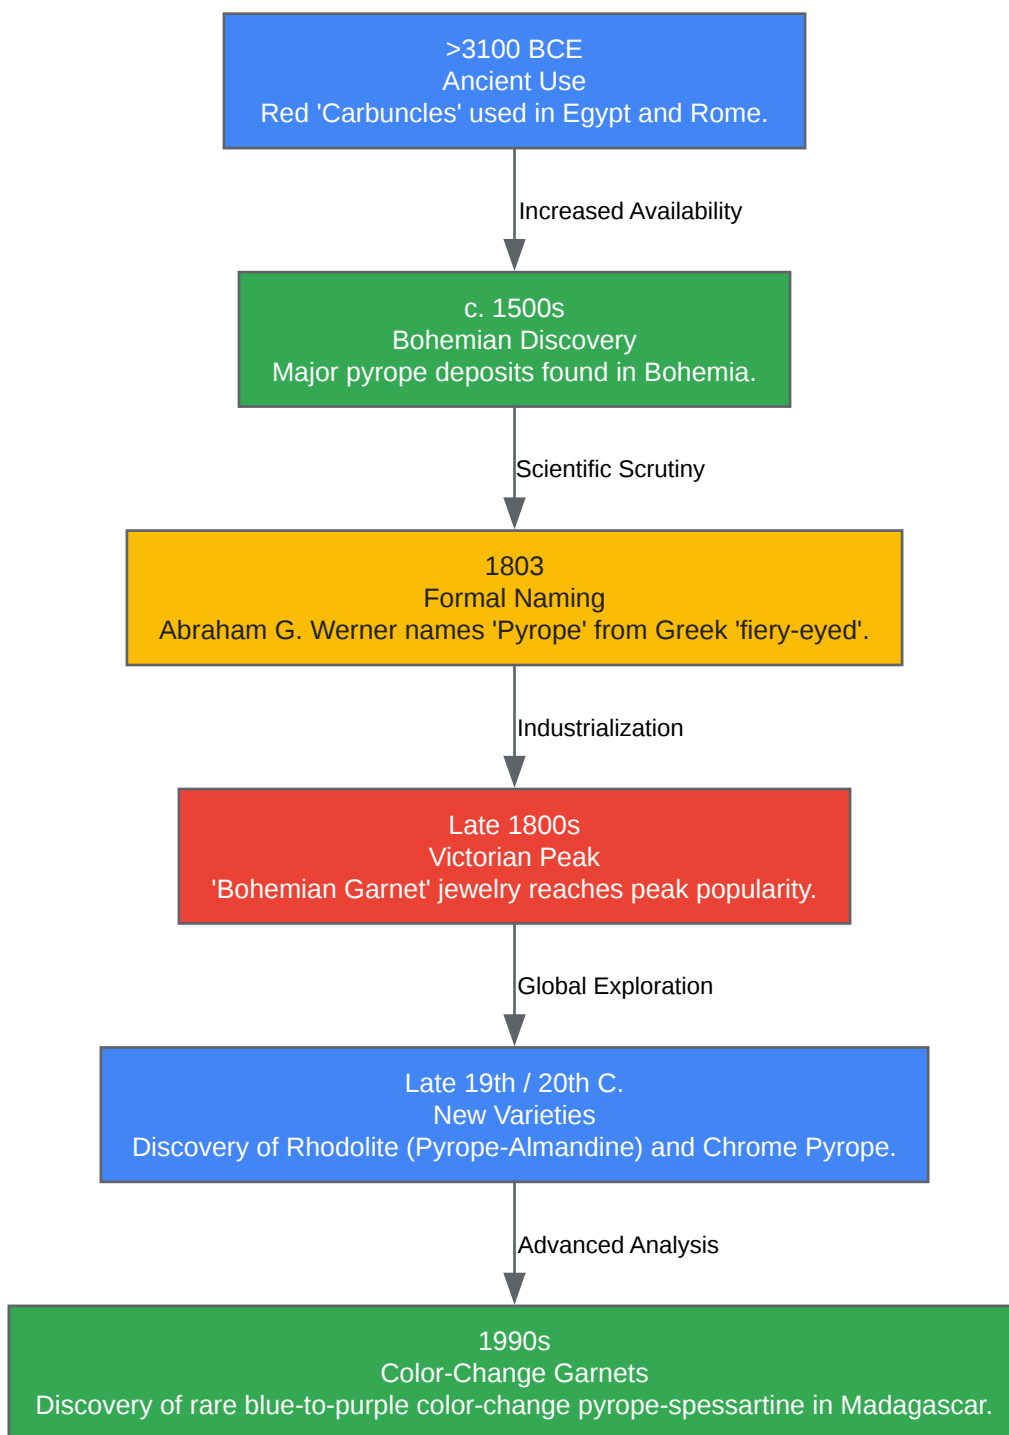 >3100 BCE
Ancient Use
Red 'Carbuncles' used in Egypt and Rome.
Increased Availability
c. 1500s
Bohemian Discovery
Major pyrope deposits found in Bohemia.
Scientific Scrutiny
1803
Formal Naming
Abraham G. Werner names 'Pyrope' from Greek 'fiery-eyed'.
Industrialization
Late 1800s
Victorian Peak
'Bohemian Garnet' jewelry reaches peak popularity.
Global Exploration
Late 19th / 20th C.
New Varieties
Discovery of Rhodolite (Pyrope-Almandine) and Chrome Pyrope.
Advanced Analysis
1990s
Color-Change Garnets
Discovery of rare blue-to-purple color-change pyrope-spessartine in Madagascar.